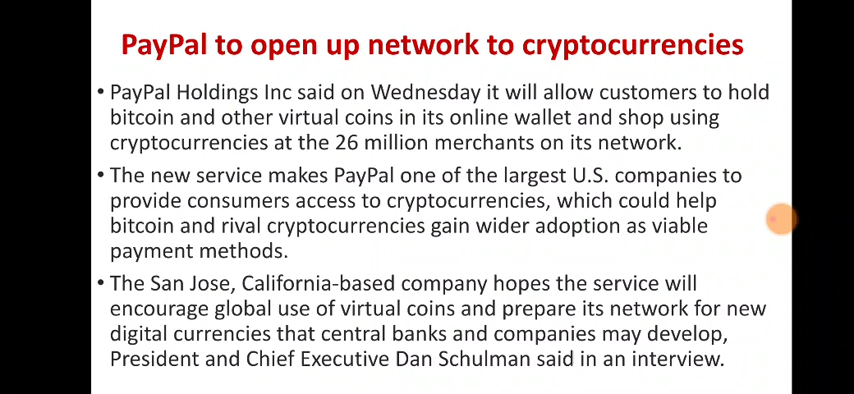 PayPal to open up network to cryptocurrencies
• PayPal Holdings Inc said on Wednesday it will allow customers to hold
bitcoin and other virtual coins in its online wallet and shop using
cryptocurrencies at the 26 million merchants on its network.
• The new service makes PayPal one of the largest U.S. companies to
provide consumers access to cryptocurrencies, which could help
bitcoin and rival cryptocurrencies gain wider adoption as viable
payment methods.
• The San Jose, California-based company hopes the service will
encourage global use of virtual coins and prepare its network for new
digital currencies that central banks and companies may develop,
President and Chief Executive Dan Schulman said in an interview.